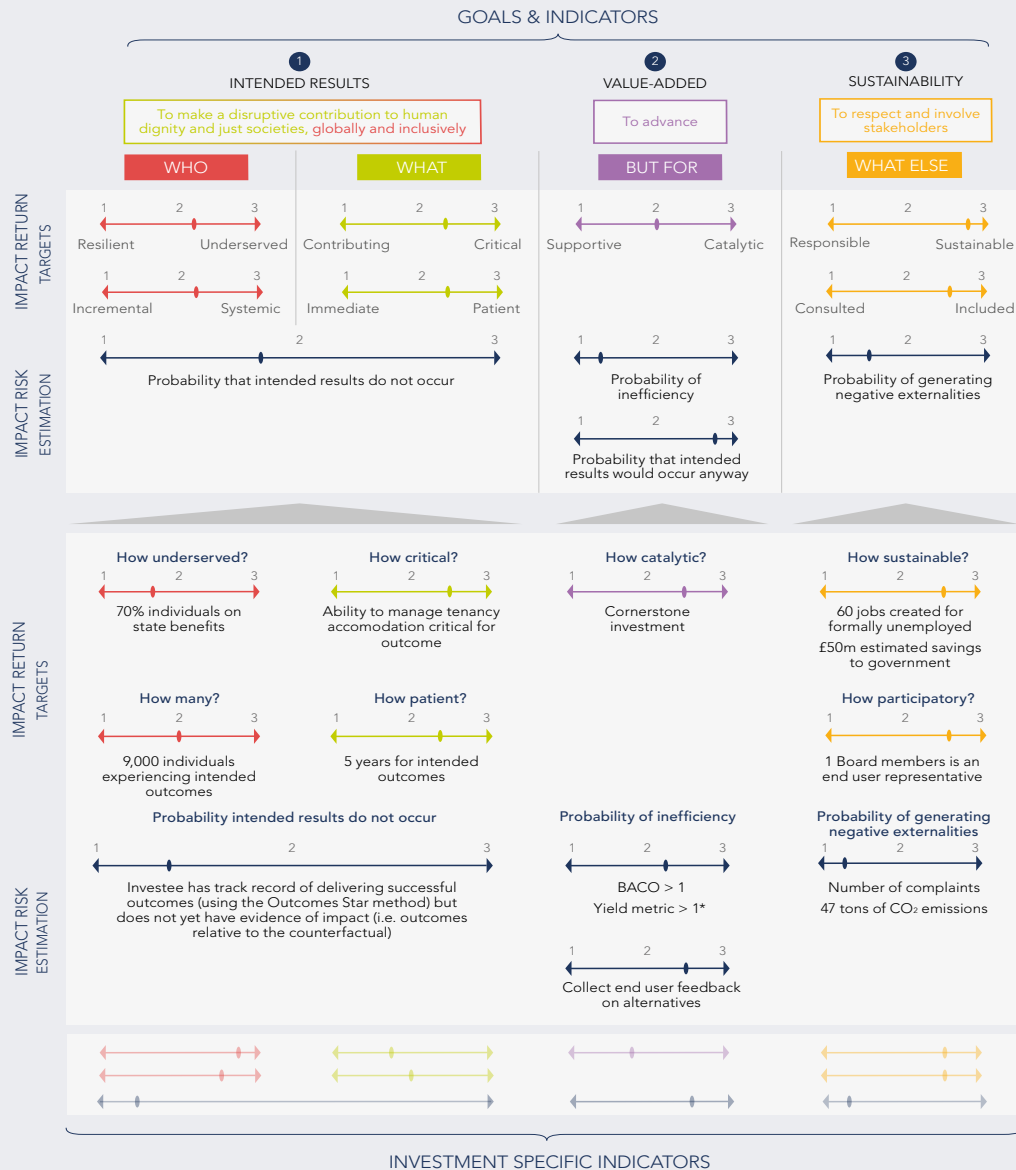 GOALS & INDICATORS
1
2
3
INTENDED RESULTS
VALUE-ADDED
SUSTAINABILITY
To make a disruptive contribution to human
dignity and just societies, globally and inclusively
To advance
To respect and involve
stakeholders
WHO
WHAT
BUT FOR
WHAT ELSE
IMPACT RETURN
TARGETS
1 2 3
Resilient Underserved
1 2 3
Contributing Critical
1 2 3
Supportive Catalytic
1 2 3
Responsible Sustainable
1 2 3
Incremental Systemic
1 2 3
Immediate Patient
1 2 3
Consulted Included
IMPACT RISK
ESTIMATION
1 2 3
Probability that intended results do not occur
1 2 3
Probability of
inefficiency
1 2 3
Probability that intended
results would occur anyway
1 2 3
Probability of generating
negative externalities
IMPACT RETURN
TARGETS
How underserved?
1 2 3
70% individuals on
state benefits
How critical?
1 2 3
Ability to manage tenancy
accomodation critical for
outcome
How catalytic?
1 2 3
Cornerstone
investment
How sustainable?
1 2 3
60 jobs created for
formally unemployed
£50m estimated savings
to government
How many?
1 2 3
9,000 individuals
experiencing intended
outcomes
How patient?
1 2 3
5 years for intended
outcomes
How participatory?
1 2 3
1 Board members is an
end user representative
IMPACT RISK
ESTIMATION
Probability intended results do not occur
1 2 3
Investee has track record of delivering successful
outcomes (using the Outcomes Star method) but
does not yet have evidence of impact (i.e. outcomes
relative to the counterfactual)
Probability of inefficiency
1 2 3
BACO > 1
Yield metric > 1*
1 2 3
Collect end user feedback
on alternatives
Probability of generating
negative externalities
1 2 3
Number of complaints
47 tons of CO₂ emissions
INVESTMENT SPECIFIC INDICATORS